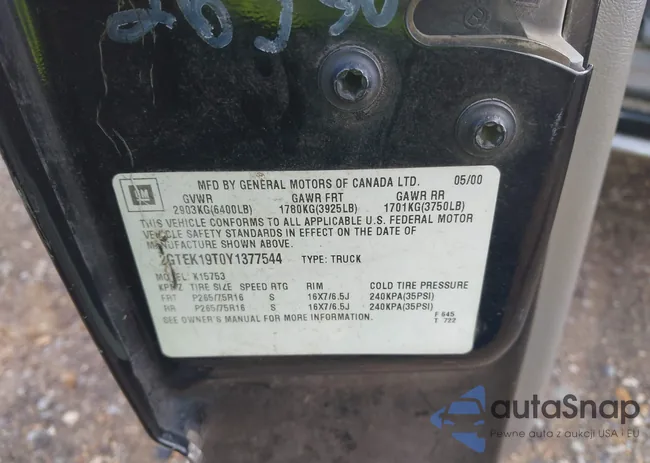 GM
MFD BY GENERAL MOTORS OF CANADA LTD. 05/00
GVWR GAWR FRT GAWR RR
2903KG(6400LB) 1780KG(3925LB) 1701KG(3750LB)
THIS VEHICLE CONFORMS TO ALL APPLICABLE U.S. FEDERAL MOTOR
VEHICLE SAFETY STANDARDS IN EFFECT ON THE DATE OF
MANUFACTURE SHOWN ABOVE.
2GTEK19T0Y1377544 TYPE: TRUCK
MODEL: K15753
TIRE SIZE SPEED RTG RIM COLD TIRE PRESSURE
FRT P265/75R16 S 16X7/6.5J 240KPA(35PSI)
RR P265/75R16 S 16X7/6.5J 240KPA(35PSI)
SEE OWNER'S MANUAL FOR MORE INFORMATION.
F 645
T 722
autoSnap
Pewne auta z aukcji USA i EU